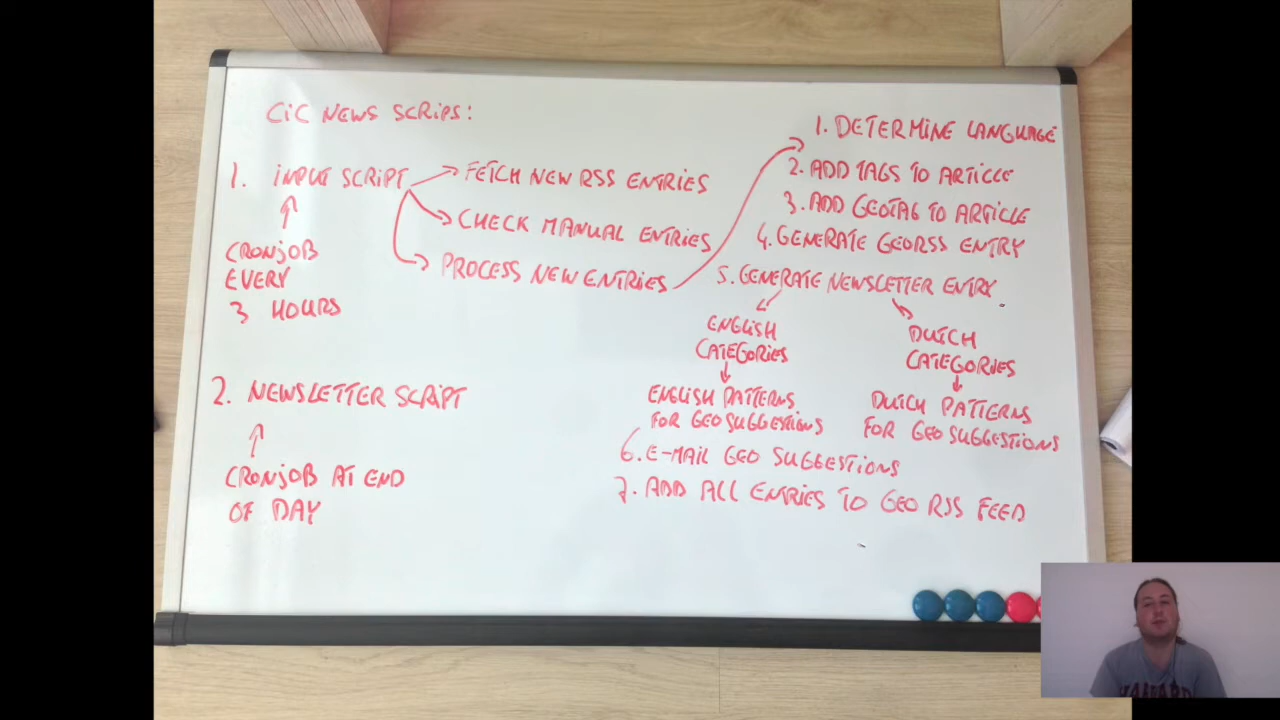 CiC NEWS SCRiPS:
1. iNPUT SCRiPT
FETCH NEW RSS ENTRiES
CHECK MANUAL ENTRiES
PROCESS NEW ENTRiES
CRONjOB
EVERY
3 HOURS
1. DETERMiNE LANGUAGE
2. ADD TAGS TO ARTiCLE
3. ADD GEOTAG TO ARTiCLE
4. GENERATE GEORSS ENTRY
5. GENERATE NEWSLETTER ENTRY
ENGLiSH
CATEGORiES
ENGLiSH PATTERNS
FOR GEO SUGGESTiONS
DUTCH
CATEGORiES
DUTCH PATTERNS
FOR GEO SUGGESTiONS
6. E-MAiL GEO SUGGESTiONS
7. ADD ALL ENTRiES TO GEO RSS FEED
2. NEWSLETTER SCRiPT
CRONjOB AT END
OF DAY